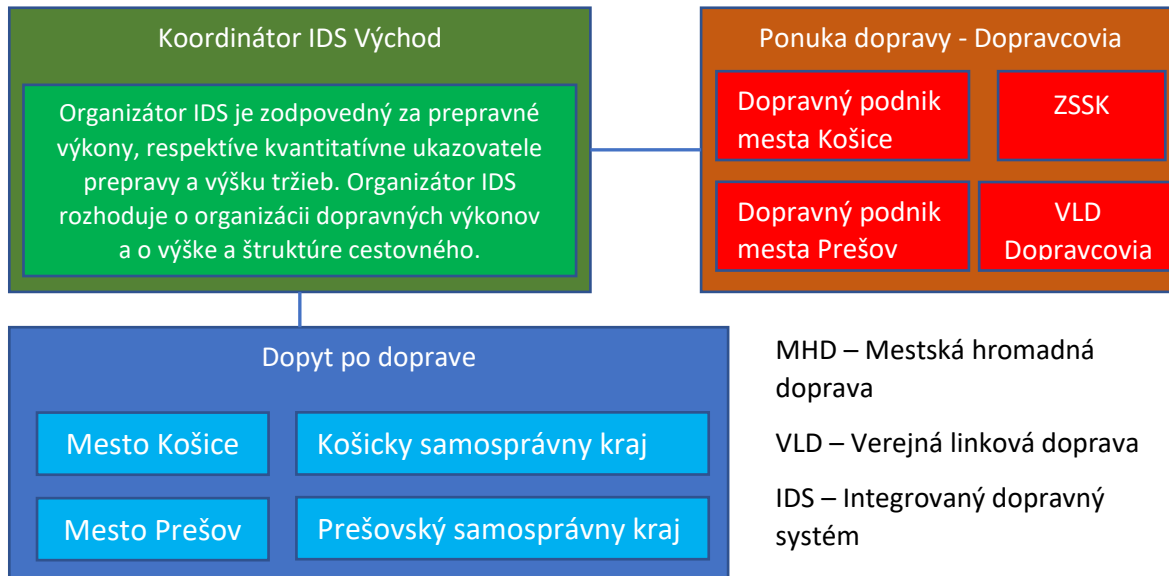 Koordinátor IDS Východ
Organizátor IDS je zodpovedný za prepravné
výkony, respektíve kvantitatívne ukazovatele
prepravy a výšku tržieb. Organizátor IDS
rozhoduje o organizácii dopravných výkonov
a o výške a štruktúre cestovného.
Ponuka dopravy - Dopravcovia
Dopravný podnik
mesta Košice
ZSSK
Dopravný podnik
mesta Prešov
VLD
Dopravcovia
Dopyt po doprave
Mesto Košice
Košicky samosprávny kraj
Mesto Prešov
Prešovský samosprávny kraj
MHD – Mestská hromadná
doprava
VLD – Verejná linková doprava
IDS – Integrovaný dopravný
systém